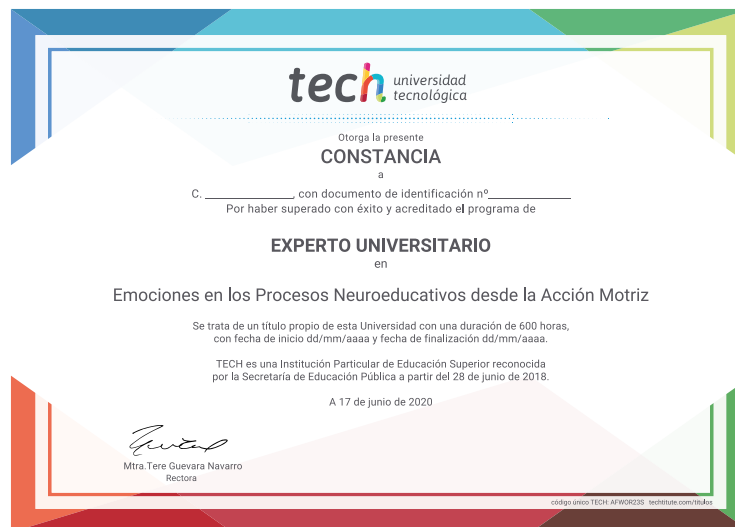 tech universidad
tecnológica
Otorga la presente
CONSTANCIA
a
C. ______________, con documento de identificación nº_____________
Por haber superado con éxito y acreditado el programa de
EXPERTO UNIVERSITARIO
en
Emociones en los Procesos Neuroeducativos desde la Acción Motriz
Se trata de un título propio de esta Universidad con una duración de 600 horas,
con fecha de inicio dd/mm/aaaa y fecha de finalización dd/mm/aaaa.
TECH es una Institución Particular de Educación Superior reconocida
por la Secretaría de Educación Pública a partir del 28 de junio de 2018.
A 17 de junio de 2020
Mtra.Tere Guevara Navarro
Rectora
código único TECH: AFWOR23S techtitute.com/titulos